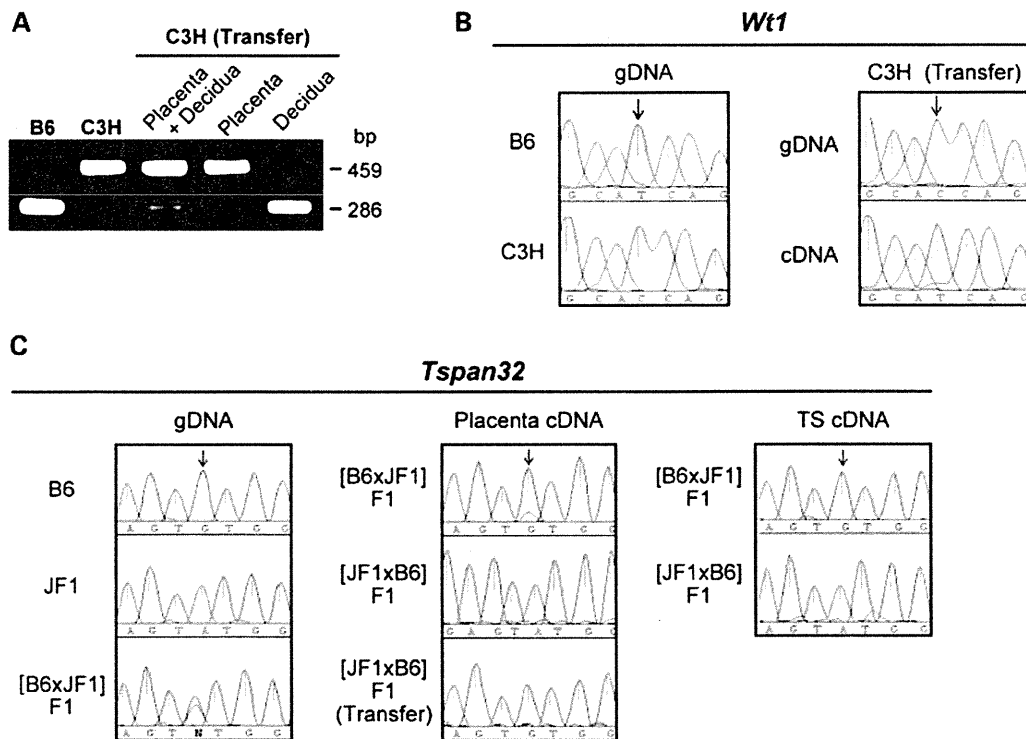 A
C3H (Transfer)
B6
C3H
Placenta + Decidua
Placenta
Decidua
bp
459
286
B
Wt1
gDNA
C3H (Transfer)
B6
G C A T C A G
C3H
G C A C C A G
gDNA
G C A C C A G
cDNA
G C A T C A G
C
Tspan32
gDNA
Placenta cDNA
TS cDNA
B6
A G T G T G G
JF1
A G T A T G G
[B6xJF1] F1
A G T N T G G
[B6xJF1] F1
A G T G T G G
[JF1xB6] F1
G A G T A T G G
[JF1xB6] F1 (Transfer)
A G T A T G G
[B6xJF1] F1
A G T G T G G
[JF1xB6] F1
A G T A T G G